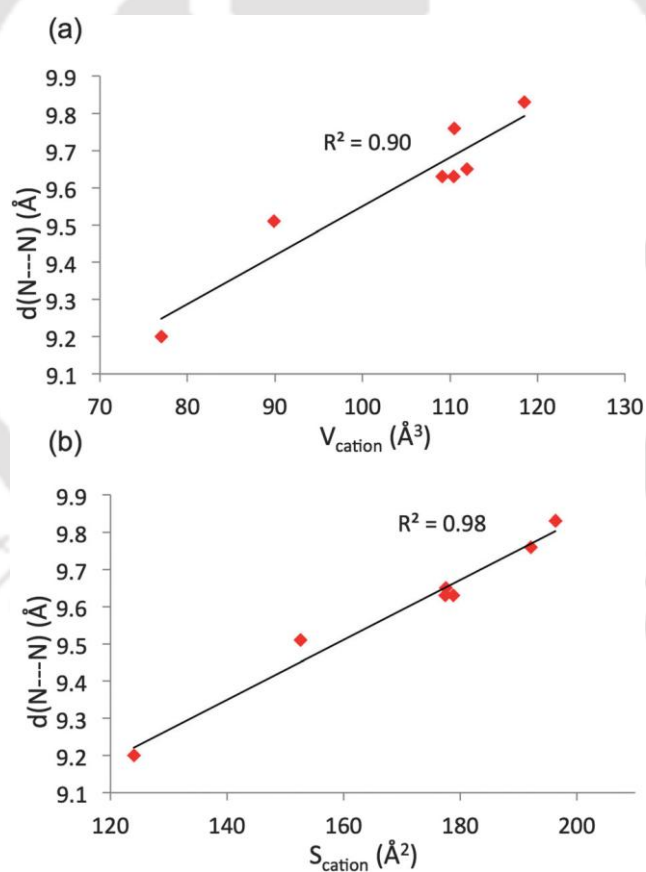 (a)
9.9
9.8
9.7
9.6
9.5
9.4
9.3
9.2
9.1
d(N---N) (Å)
R² = 0.90
70 80 90 100 110 120 130
V_cation (Å³)
(b)
9.9
9.8
9.7
9.6
9.5
9.4
9.3
9.2
9.1
d(N---N) (Å)
R² = 0.98
120 140 160 180 200
S_cation (Å²)